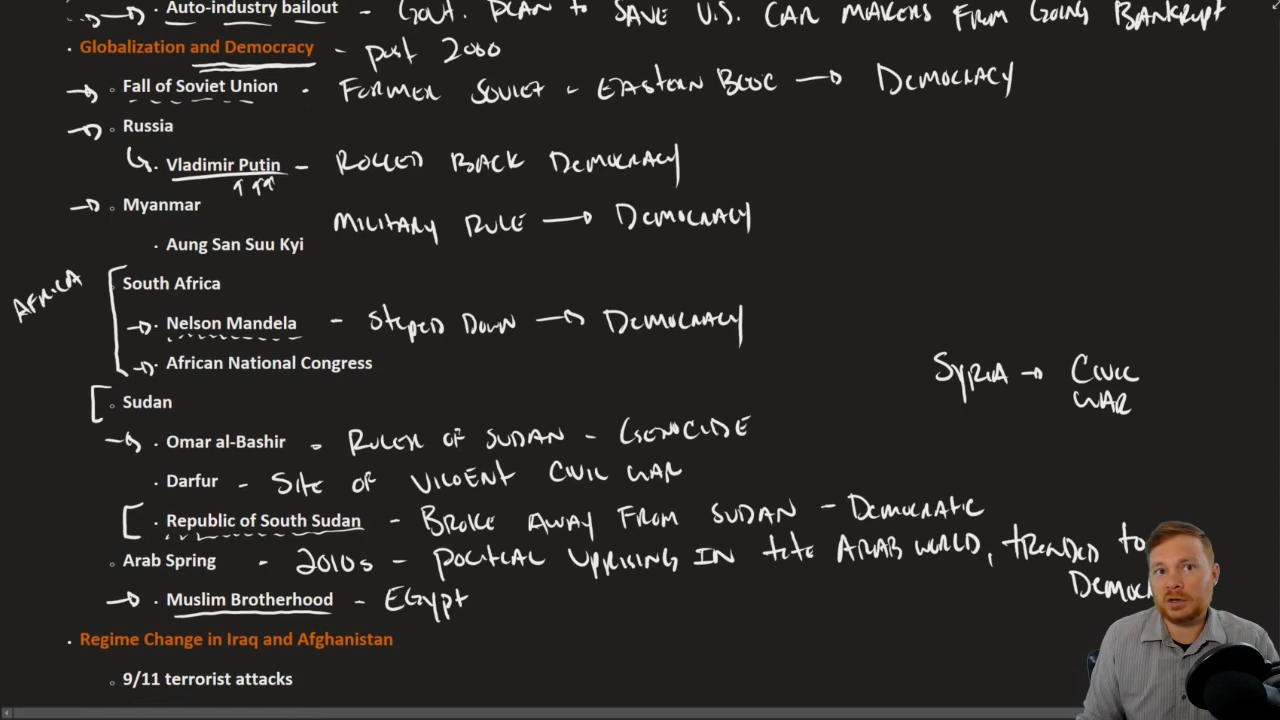 Auto-industry bailout - Govt. PLAN to SAVE U.S. CAR MAKERS FROM GOING BANKRUPT
Globalization and Democracy - post 2000
Fall of Soviet Union - FORMER SOVIET - EASTERN BLOC → DEMOCRACY
Russia
Vladimir Putin - ROLLED BACK DEMOCRACY
Myanmar
MILITARY RULE → DEMOCRACY
Aung San Suu Kyi
AFRICA
South Africa
Nelson Mandela - STEPED DOWN → DEMOCRACY
African National Congress
SYRIA → CIVIL WAR
Sudan
Omar al-Bashir - RULER OF SUDAN - GENOCIDE
Darfur - SITE OF VIOLENT CIVIL WAR
Republic of South Sudan - BROKE AWAY FROM SUDAN - DEMOCRATIC
Arab Spring - 2010s - POLITICAL UPRISING IN THE ARAB WORLD, TRENDED to
Muslim Brotherhood - EGYPT
Regime Change in Iraq and Afghanistan
9/11 terrorist attacks